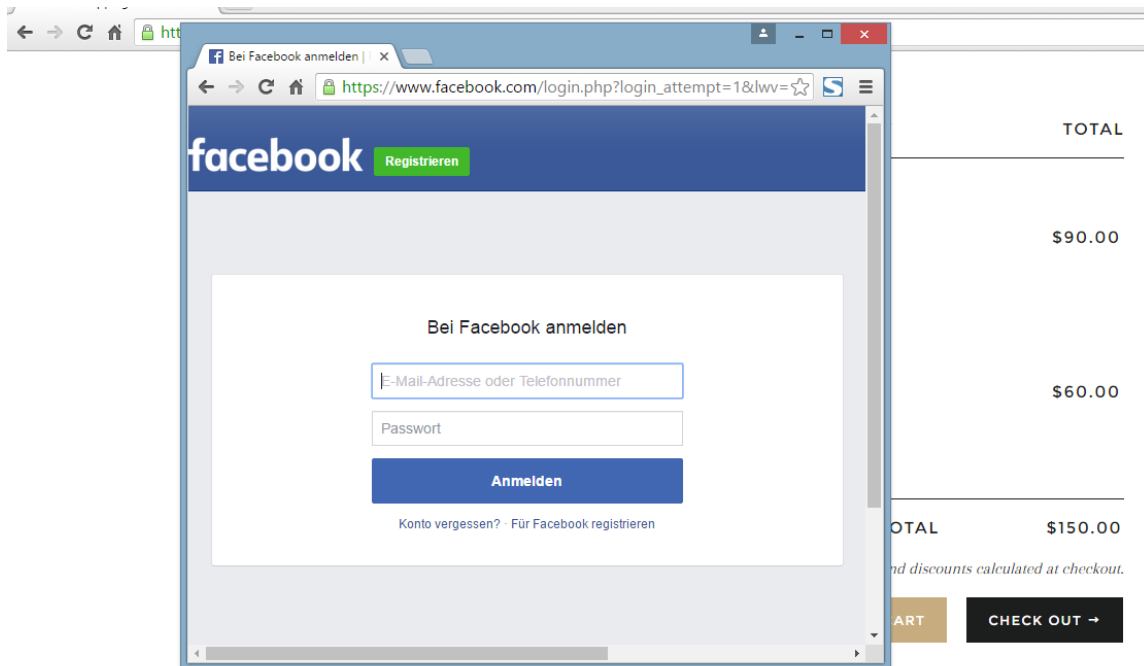 htt
Bei Facebook anmelden |
https://www.facebook.com/login.php?login_attempt=1&lwv=
facebook
Registrieren
TOTAL
$90.00
Bei Facebook anmelden
E-Mail-Adresse oder Telefonnummer
$60.00
Passwort
Anmelden
Konto vergessen? · Für Facebook registrieren
OTAL $150.00
nd discounts calculated at checkout.
ART
CHECK OUT →